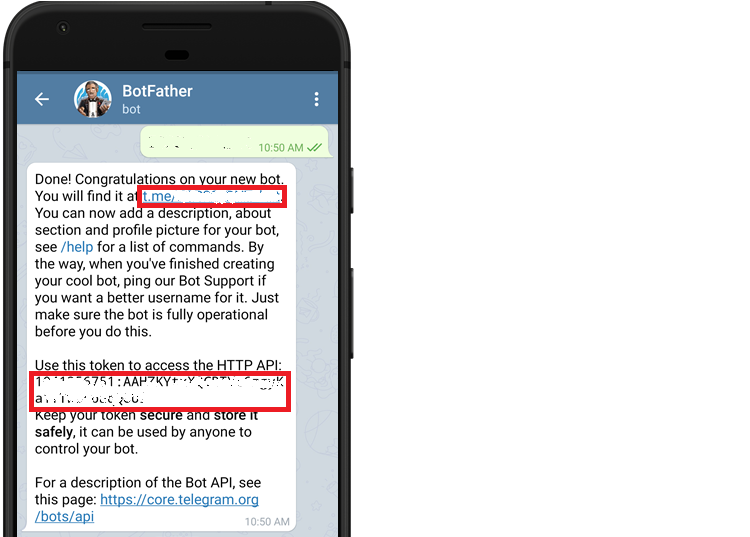 BotFather
bot
10:50 AM
Done! Congratulations on your new bot.
You will find it at t.me/
You can now add a description, about
section and profile picture for your bot,
see /help for a list of commands. By
the way, when you've finished creating
your cool bot, ping our Bot Support if
you want a better username for it. Just
make sure the bot is fully operational
before you do this.
Use this token to access the HTTP API:
Keep your token secure and store it
safely, it can be used by anyone to
control your bot.
For a description of the Bot API, see
this page: https://core.telegram.org
/bots/api
10:50 AM